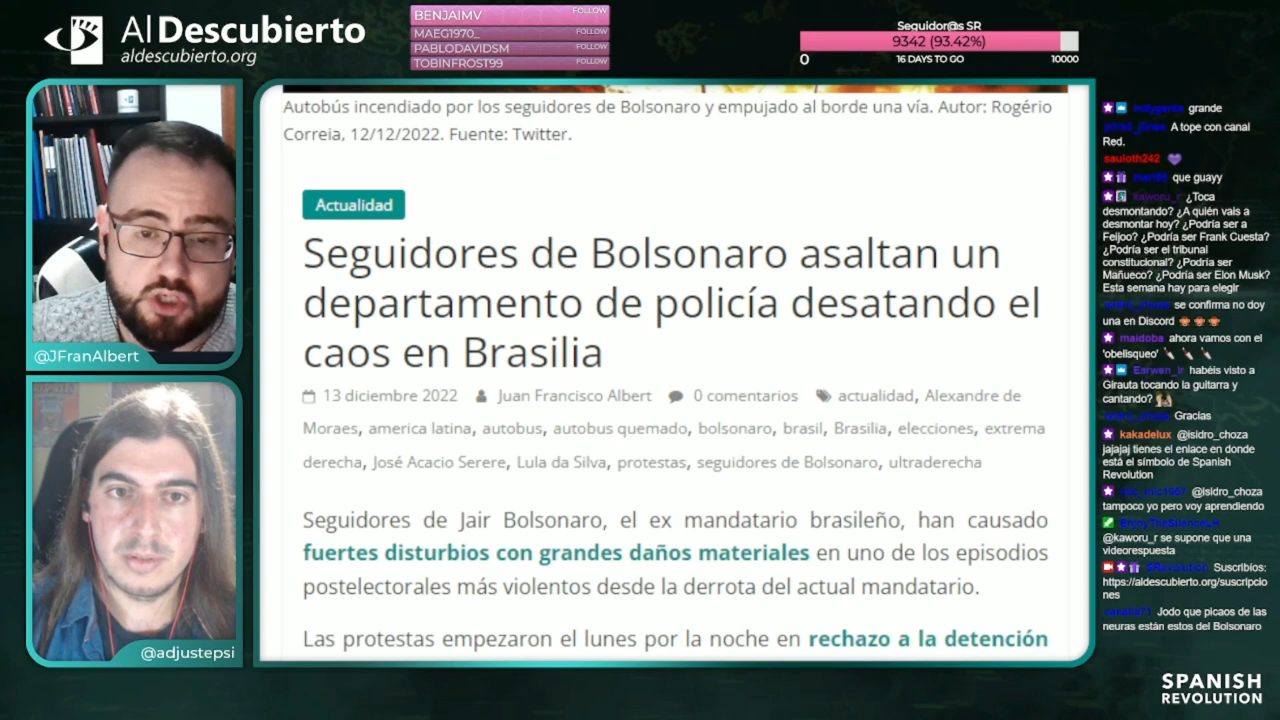 Al Descubierto
aldescubierto.org
BENJAIMV FOLLOW
MAEG1970_ FOLLOW
PABLODAVIDSM FOLLOW
TOBINFROST99 FOLLOW
Seguidor@s SR
9342 (93.42%)
0 16 DAYS TO GO 10000
@JFranAlbert
@adjustepsi
Autobús incendiado por los seguidores de Bolsonaro y empujado al borde una vía. Autor: Rogério
Correia, 12/12/2022. Fuente: Twitter.
Actualidad
Seguidores de Bolsonaro asaltan un
departamento de policía desatando el
caos en Brasilia
13 diciembre 2022 Juan Francisco Albert 0 comentarios actualidad, Alexandre de
Moraes, america latina, autobus, autobus quemado, bolsonaro, brasil, Brasilia, elecciones, extrema
derecha, José Acacio Serere, Lula da Silva, protestas, seguidores de Bolsonaro, ultraderecha
Seguidores de Jair Bolsonaro, el ex mandatario brasileño, han causado
fuertes disturbios con grandes daños materiales en uno de los episodios
postelectorales más violentos desde la derrota del actual mandatario.
Las protestas empezaron el lunes por la noche en rechazo a la detención
grande
A tope con canal
Red.
sauloth242
que guayy
kaworu_r ¿Toca
desmontando? ¿A quién vais a
desmontar hoy? ¿Podría ser a
Feijoo? ¿Podría ser Frank Cuesta?
¿Podría ser el tribunal
constitucional? ¿Podría ser
Mañueco? ¿Podría ser Elon Musk?
Esta semana hay para elegir
se confirma no doy
una en Discord
maidoba ahora vamos con el
'obelisqueo'
Earwen_ir habéis visto a
Girauta tocando la guitarra y
cantando?
Gracias
kakadelux @isidro_choza
jajajaj tienes el enlace en donde
está el símbolo de Spanish
Revolution
@isidro_choza
tampoco yo pero voy aprendiendo
EnjoyTheSilenceLH
@kaworu_r se supone que una
videorespuesta
SRevolution Suscribios:
https://aldescubierto.org/suscripcio
nes
Jodo que picaos de las
neuras están estos del Bolsonaro
SPANISH
REVOLUTION